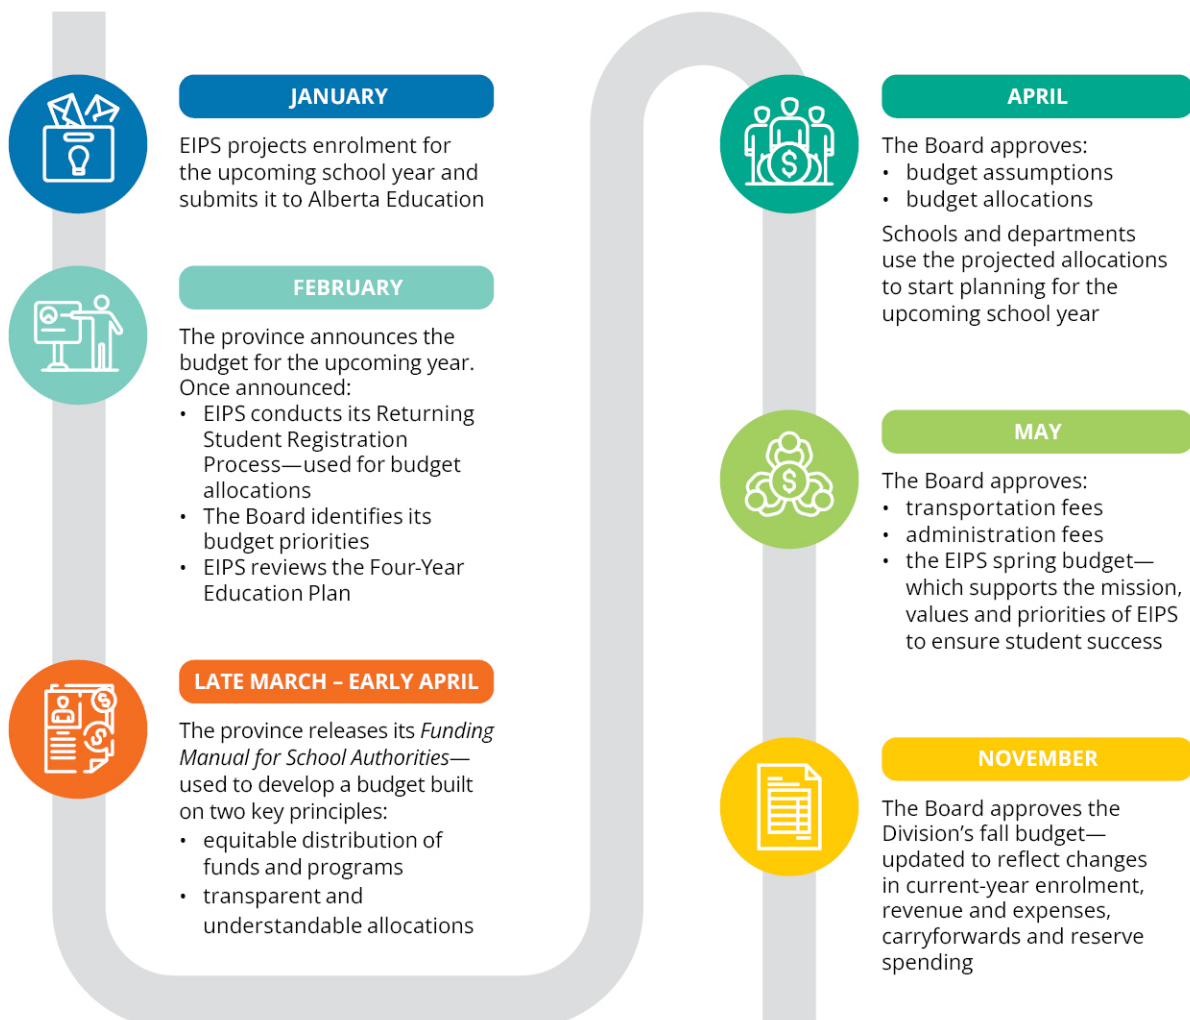 JANUARY
EIPS projects enrolment for
the upcoming school year and
submits it to Alberta Education
FEBRUARY
The province announces the
budget for the upcoming year.
Once announced:
• EIPS conducts its Returning
Student Registration
Process—used for budget
allocations
• The Board identifies its
budget priorities
• EIPS reviews the Four-Year
Education Plan
LATE MARCH – EARLY APRIL
The province releases its Funding
Manual for School Authorities—
used to develop a budget built
on two key principles:
• equitable distribution of
funds and programs
• transparent and
understandable allocations
APRIL
The Board approves:
• budget assumptions
• budget allocations
Schools and departments
use the projected allocations
to start planning for the
upcoming school year
MAY
The Board approves:
• transportation fees
• administration fees
• the EIPS spring budget—
which supports the mission,
values and priorities of EIPS
to ensure student success
NOVEMBER
The Board approves the
Division’s fall budget—
updated to reflect changes
in current-year enrolment,
revenue and expenses,
carryforwards and reserve
spending